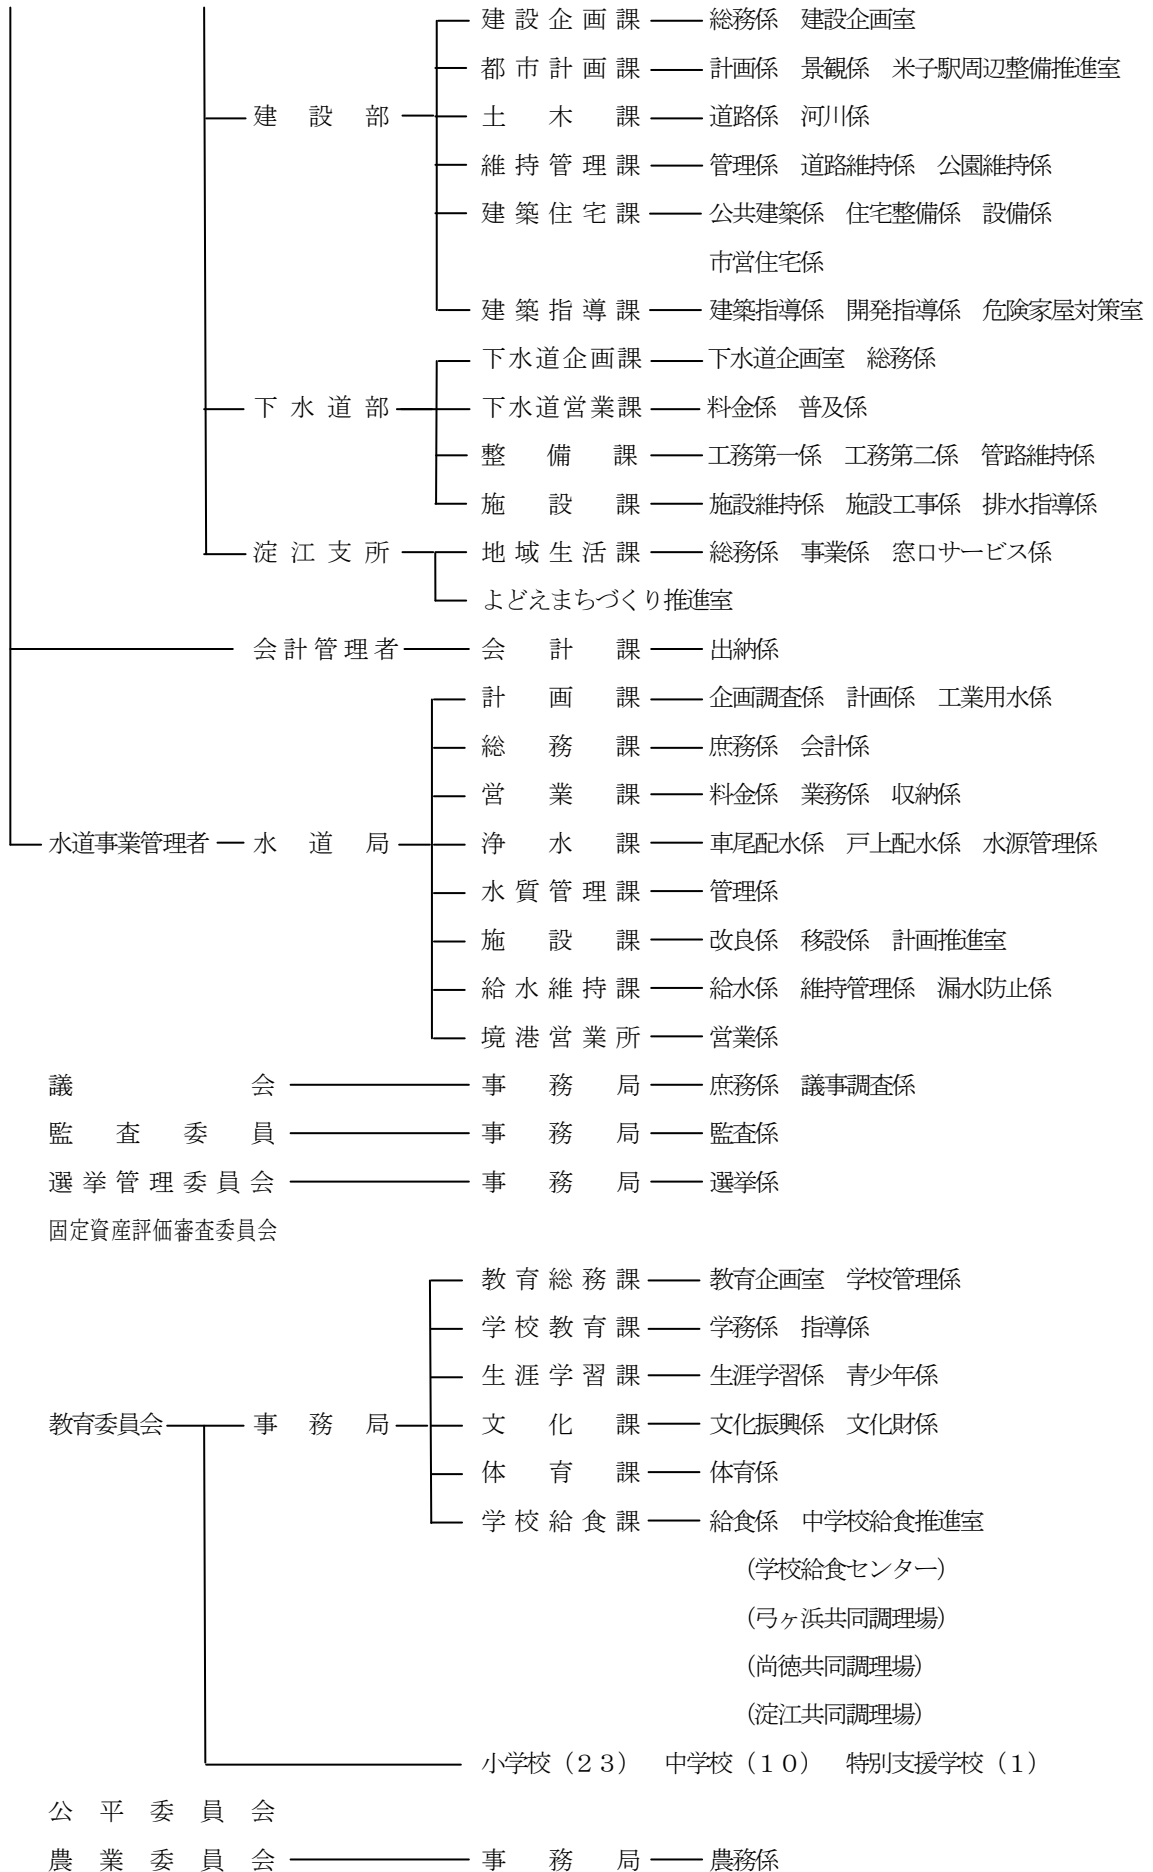 建設企画課 総務係 建設企画室
都市計画課 計画係 景観係 米子駅周辺整備推進室
建設部 土木課 道路係 河川係
維持管理課 管理係 道路維持係 公園維持係
建築住宅課 公共建築係 住宅整備係 設備係
市営住宅係
建築指導課 建築指導係 開発指導係 危険家屋対策室
下水道企画課 下水道企画室 総務係
下水道部 下水道営業課 料金係 普及係
整備課 工務第一係 工務第二係 管路維持係
施設課 施設維持係 施設工事係 排水指導係
淀江支所 地域生活課 総務係 事業係 窓口サービス係
よどえまちづくり推進室
会計管理者 会計課 出納係
計画課 企画調査係 計画係 工業用水係
総務課 庶務係 会計係
営業課 料金係 業務係 収納係
水道事業管理者 水道局 浄水課 車尾配水係 戸上配水係 水源管理係
水質管理課 管理係
施設課 改良係 移設係 計画推進室
給水維持課 給水係 維持管理係 漏水防止係
境港営業所 営業係
議会 事務局 庶務係 議事調査係
監査委員 事務局 監査係
選挙管理委員会 事務局 選挙係
固定資産評価審査委員会
教育総務課 教育企画室 学校管理係
学校教育課 学務係 指導係
生涯学習課 生涯学習係 青少年係
教育委員会 事務局 文化課 文化振興係 文化財係
体育課 体育係
学校給食課 給食係 中学校給食推進室
(学校給食センター)
(弓ヶ浜共同調理場)
(尚徳共同調理場)
(淀江共同調理場)
小学校（２３） 中学校（１０） 特別支援学校（１）
公平委員会
農業委員会 事務局 農務係